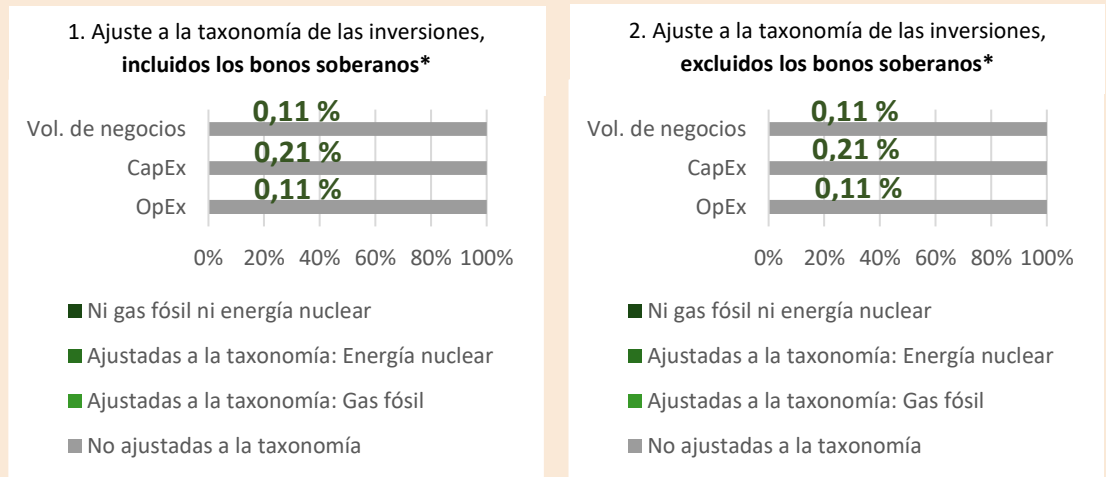 1. Ajuste a la taxonomía de las inversiones,
incluidos los bonos soberanos*
0,11 %
Vol. de negocios
0,21 %
CapEx
0,11 %
OpEx
0% 20% 40% 60% 80% 100%
Ni gas fósil ni energía nuclear
Ajustadas a la taxonomía: Energía nuclear
Ajustadas a la taxonomía: Gas fósil
No ajustadas a la taxonomía
2. Ajuste a la taxonomía de las inversiones,
excluidos los bonos soberanos*
0,11 %
Vol. de negocios
0,21 %
CapEx
0,11 %
OpEx
0% 20% 40% 60% 80% 100%
Ni gas fósil ni energía nuclear
Ajustadas a la taxonomía: Energía nuclear
Ajustadas a la taxonomía: Gas fósil
No ajustadas a la taxonomía